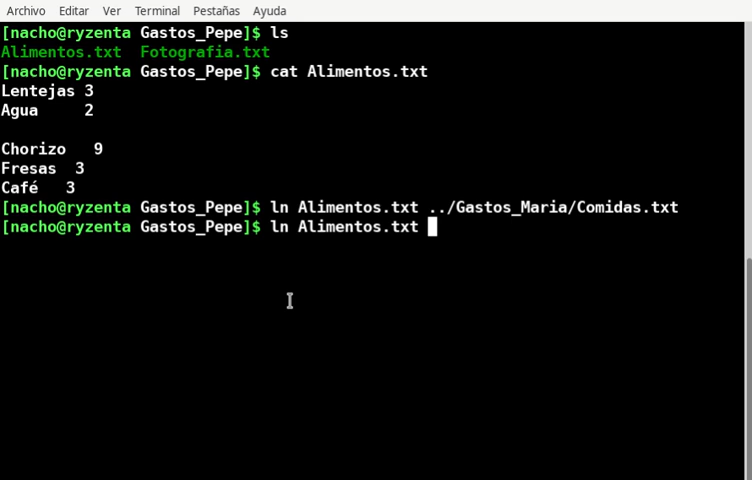 Archivo Editar Ver Terminal Pestañas Ayuda
[nacho@ryzenta Gastos_Pepe]$ ls
Alimentos.txt  Fotografia.txt
[nacho@ryzenta Gastos_Pepe]$ cat Alimentos.txt
Lentejas 3
Agua     2
Chorizo   9
Fresas  3
Café   3
[nacho@ryzenta Gastos_Pepe]$ ln Alimentos.txt ../Gastos_Maria/Comidas.txt
[nacho@ryzenta Gastos_Pepe]$ ln Alimentos.txt